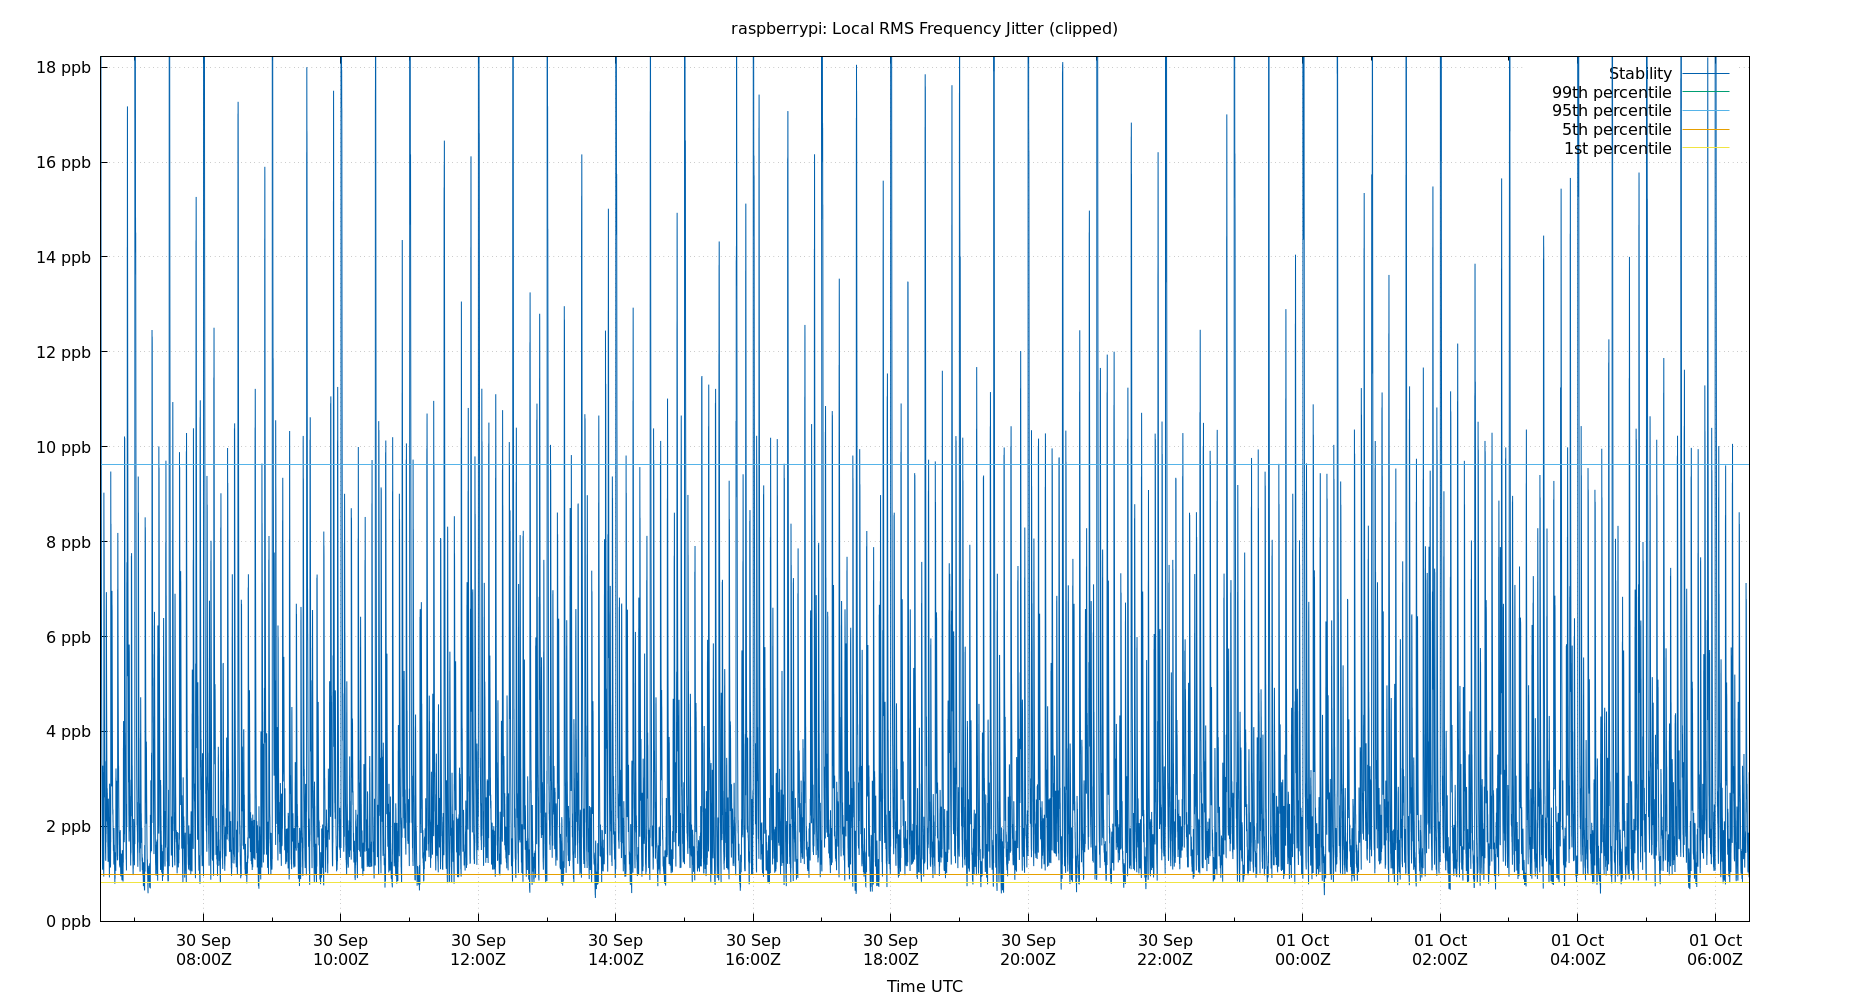 raspberrypi: Local RMS Frequency Jitter (clipped)
18 ppb
16 ppb
14 ppb
12 ppb
10 ppb
8 ppb
6 ppb
4 ppb
2 ppb
0 ppb
Stability
99th percentile
95th percentile
5th percentile
1st percentile
30 Sep 30 Sep 30 Sep 30 Sep 30 Sep 30 Sep 30 Sep 30 Sep 01 Oct 01 Oct 01 Oct 01 Oct
08:00Z 10:00Z 12:00Z 14:00Z 16:00Z 18:00Z 20:00Z 22:00Z 00:00Z 02:00Z 04:00Z 06:00Z
Time UTC